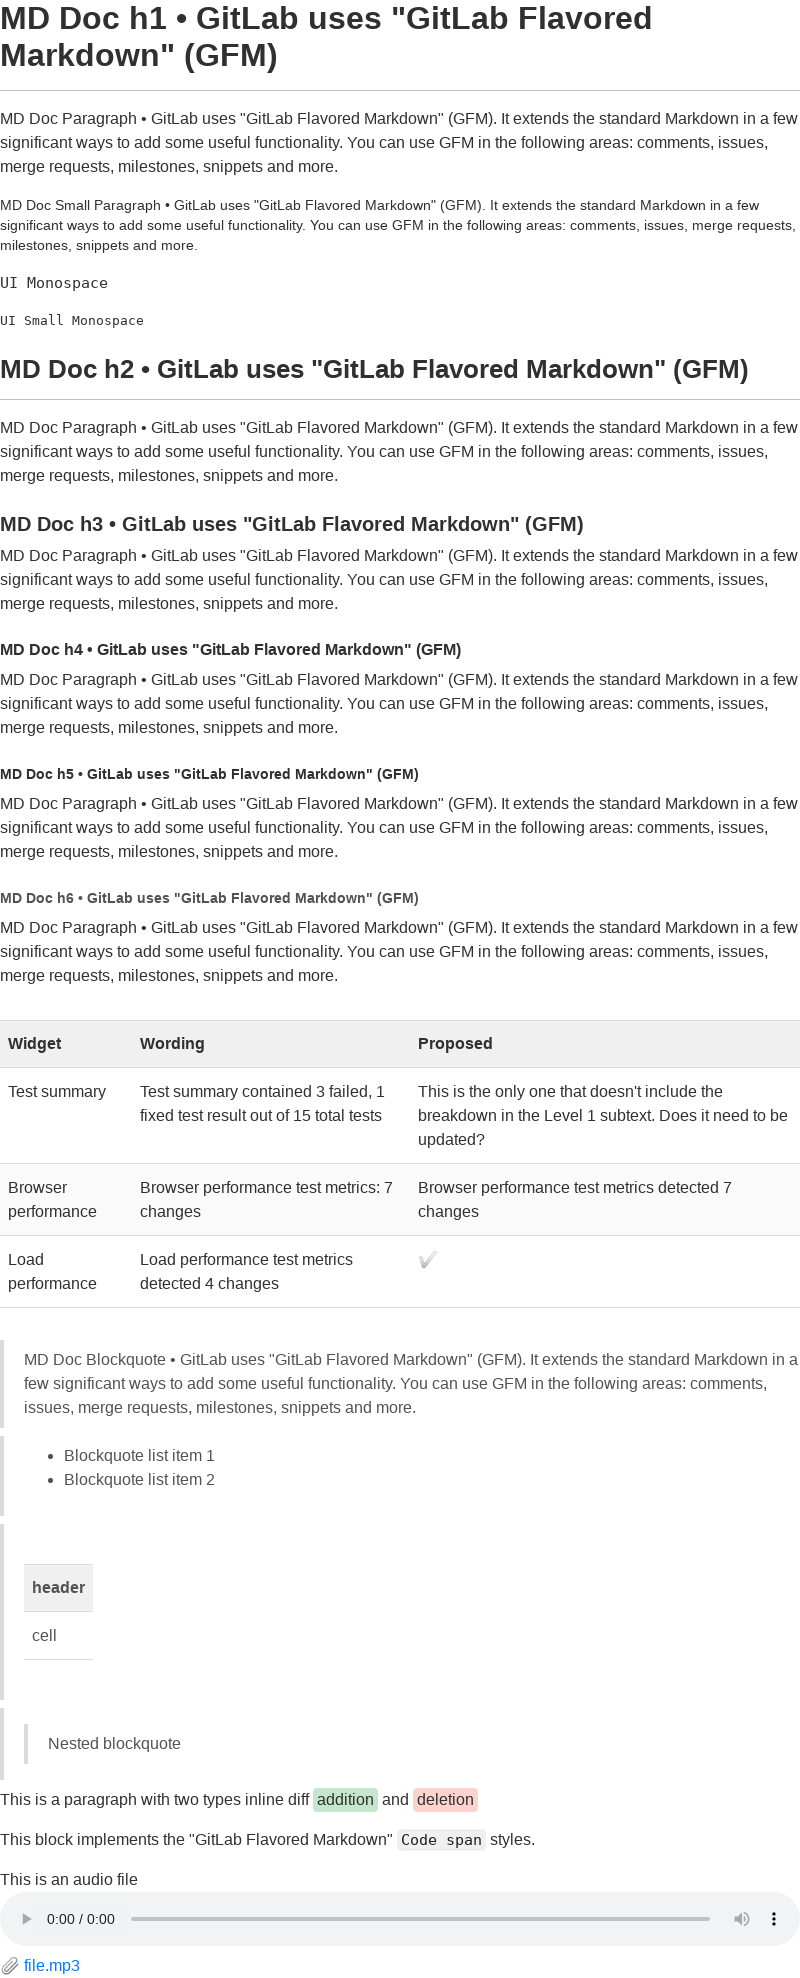 MD Doc h1 • GitLab uses "GitLab Flavored
Markdown" (GFM)
MD Doc Paragraph • GitLab uses "GitLab Flavored Markdown" (GFM). It extends the standard Markdown in a few
significant ways to add some useful functionality. You can use GFM in the following areas: comments, issues,
merge requests, milestones, snippets and more.
MD Doc Small Paragraph • GitLab uses "GitLab Flavored Markdown" (GFM). It extends the standard Markdown in a few
significant ways to add some useful functionality. You can use GFM in the following areas: comments, issues, merge requests,
milestones, snippets and more.
UI Monospace
UI Small Monospace
MD Doc h2 • GitLab uses "GitLab Flavored Markdown" (GFM)
MD Doc Paragraph • GitLab uses "GitLab Flavored Markdown" (GFM). It extends the standard Markdown in a few
significant ways to add some useful functionality. You can use GFM in the following areas: comments, issues,
merge requests, milestones, snippets and more.
MD Doc h3 • GitLab uses "GitLab Flavored Markdown" (GFM)
MD Doc Paragraph • GitLab uses "GitLab Flavored Markdown" (GFM). It extends the standard Markdown in a few
significant ways to add some useful functionality. You can use GFM in the following areas: comments, issues,
merge requests, milestones, snippets and more.
MD Doc h4 • GitLab uses "GitLab Flavored Markdown" (GFM)
MD Doc Paragraph • GitLab uses "GitLab Flavored Markdown" (GFM). It extends the standard Markdown in a few
significant ways to add some useful functionality. You can use GFM in the following areas: comments, issues,
merge requests, milestones, snippets and more.
MD Doc h5 • GitLab uses "GitLab Flavored Markdown" (GFM)
MD Doc Paragraph • GitLab uses "GitLab Flavored Markdown" (GFM). It extends the standard Markdown in a few
significant ways to add some useful functionality. You can use GFM in the following areas: comments, issues,
merge requests, milestones, snippets and more.
MD Doc h6 • GitLab uses "GitLab Flavored Markdown" (GFM)
MD Doc Paragraph • GitLab uses "GitLab Flavored Markdown" (GFM). It extends the standard Markdown in a few
significant ways to add some useful functionality. You can use GFM in the following areas: comments, issues,
merge requests, milestones, snippets and more.
Widget Wording Proposed
Test summary Test summary contained 3 failed, 1 This is the only one that doesn't include the
fixed test result out of 15 total tests breakdown in the Level 1 subtext. Does it need to be
updated?
Browser Browser performance test metrics: 7 Browser performance test metrics detected 7
performance changes changes
Load Load performance test metrics
performance detected 4 changes
MD Doc Blockquote • GitLab uses "GitLab Flavored Markdown" (GFM). It extends the standard Markdown in a
few significant ways to add some useful functionality. You can use GFM in the following areas: comments,
issues, merge requests, milestones, snippets and more.
• Blockquote list item 1
• Blockquote list item 2
header
cell
Nested blockquote
This is a paragraph with two types inline diff addition and deletion
This block implements the "GitLab Flavored Markdown" Code span styles.
This is an audio file
0:00 / 0:00
file.mp3